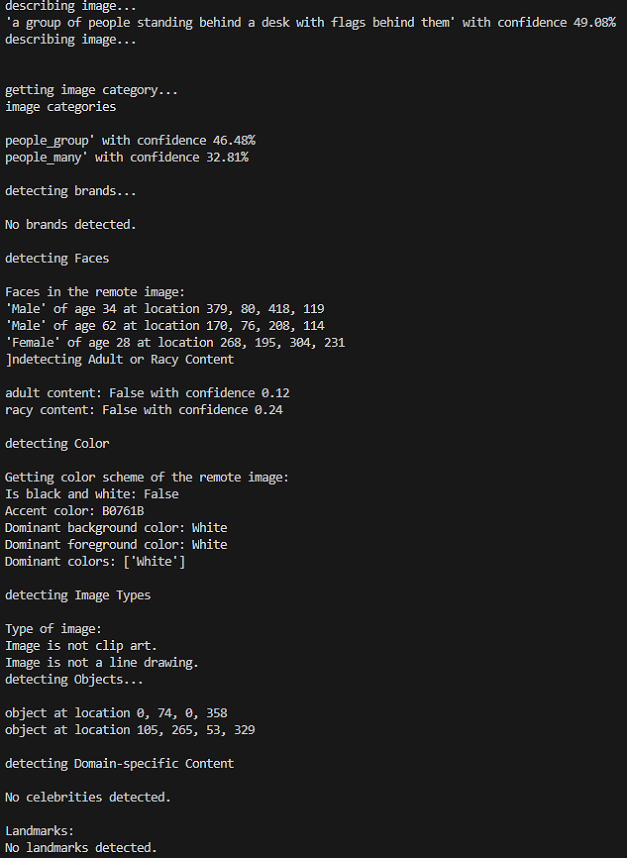 describing image...
'a group of people standing behind a desk with flags behind them' with confidence 49.08%
describing image...
getting image category...
image categories
people_group' with confidence 46.48%
people_many' with confidence 32.81%
detecting brands...
No brands detected.
detecting Faces
Faces in the remote image:
'Male' of age 34 at location 379, 80, 418, 119
'Male' of age 62 at location 170, 76, 208, 114
'Female' of age 28 at location 268, 195, 304, 231
]ndetecting Adult or Racy Content
adult content: False with confidence 0.12
racy content: False with confidence 0.24
detecting Color
Getting color scheme of the remote image:
Is black and white: False
Accent color: B0761B
Dominant background color: White
Dominant foreground color: White
Dominant colors: ['White']
detecting Image Types
Type of image:
Image is not clip art.
Image is not a line drawing.
detecting Objects...
object at location 0, 74, 0, 358
object at location 105, 265, 53, 329
detecting Domain-specific Content
No celebrities detected.
Landmarks:
No landmarks detected.